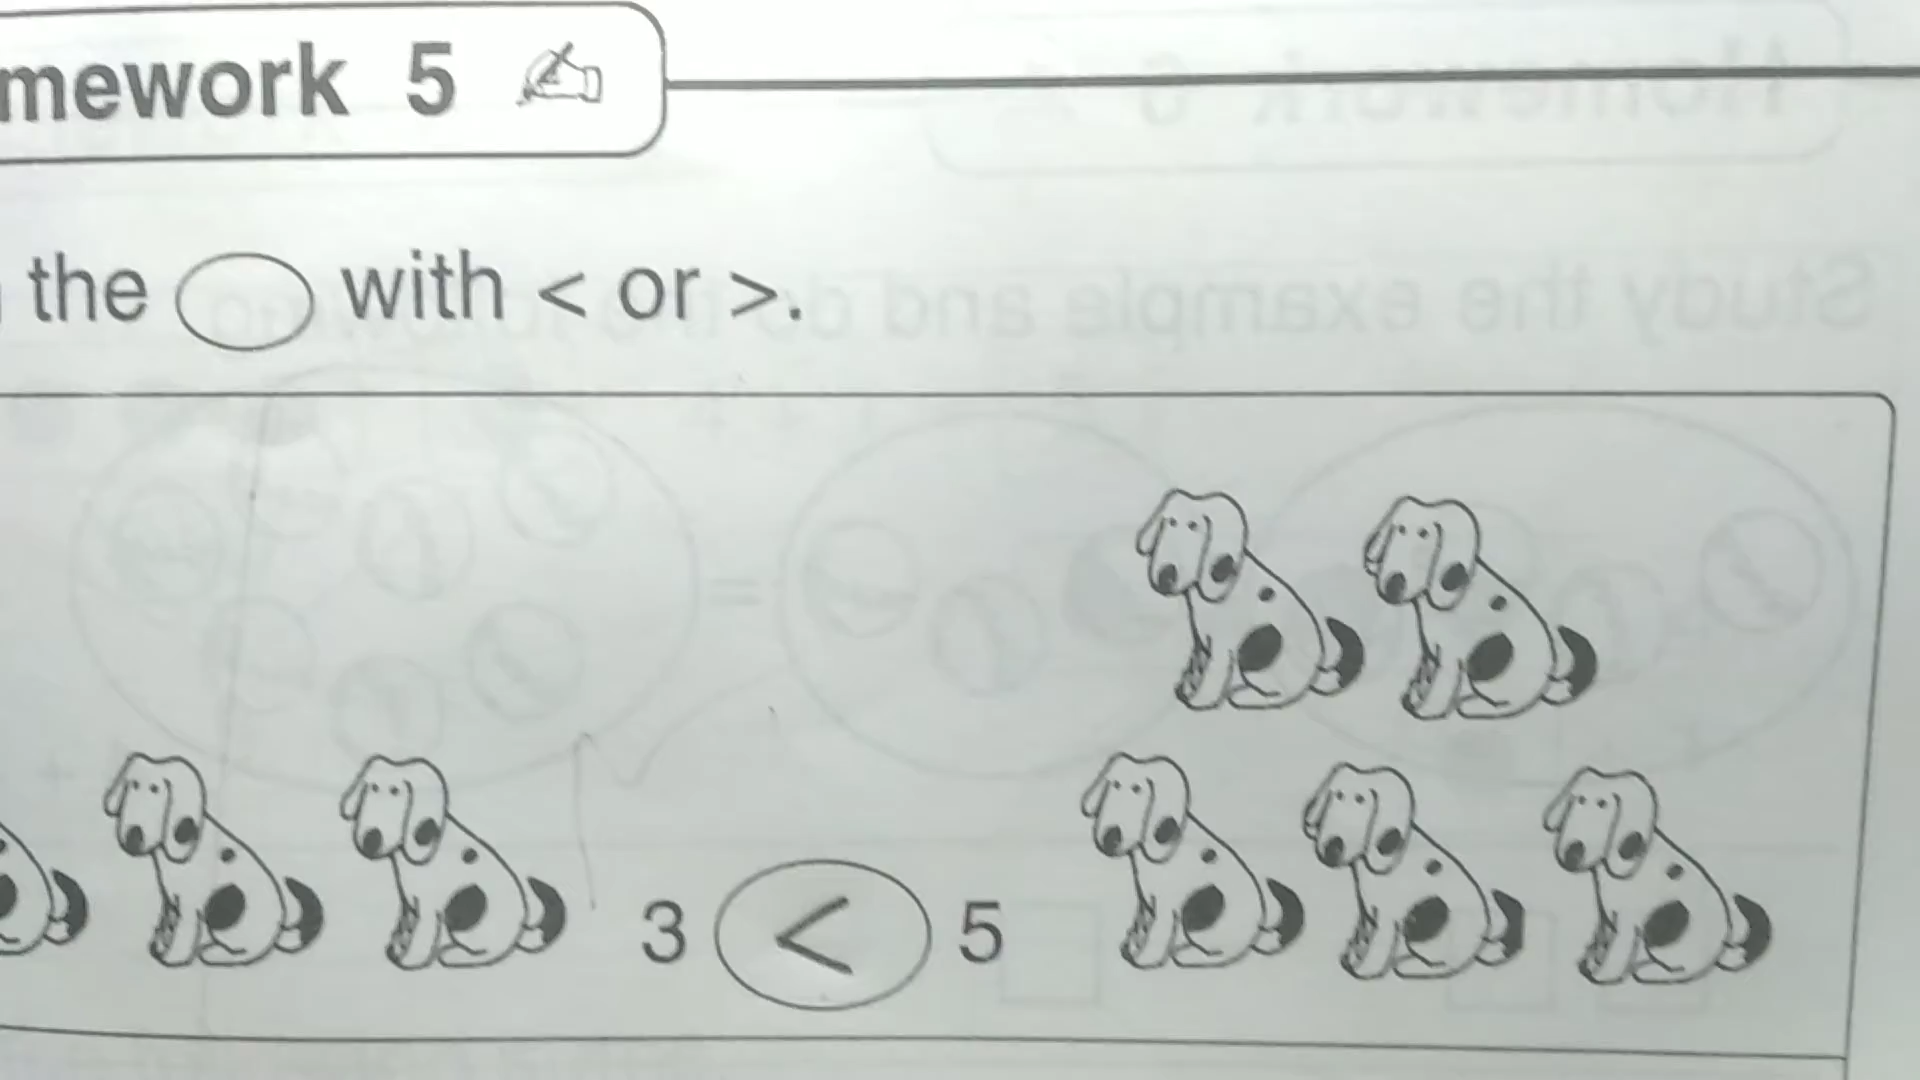 mework 5
the with < or >.
3 < 5